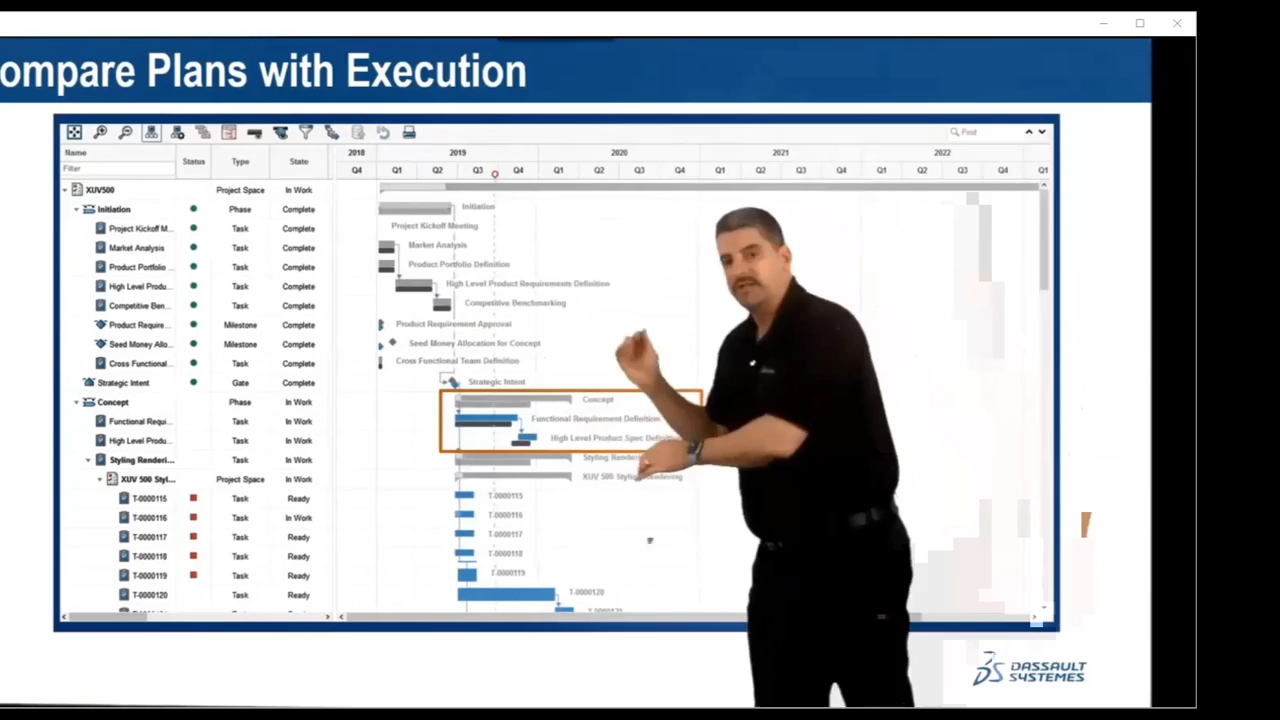 ompare Plans with Execution
Find
Name Status Type State 2018 2019 2020 2021 2022
Filter Q4 Q1 Q2 Q3 Q4 Q1 Q2 Q3 Q4 Q1 Q2 Q3 Q4 Q1 Q2 Q3 Q4 Q1
XUV500 Project Space In Work
Initiation Phase Complete Initiation
Project Kickoff M... Task Complete Project Kickoff Meeting
Market Analysis Task Complete Market Analysis
Product Portfolio ... Task Complete Product Portfolio Definition
High Level Produ... Task Complete High Level Product Requirements Definition
Competitive Ben... Task Complete Competitive Benchmarking
Product Require... Milestone Complete Product Requirement Approval
Seed Money Allo... Milestone Complete Seed Money Allocation for Concept
Cross Functional... Task Complete Cross Functional Team Definition
Strategic Intent Gate Complete Strategic Intent
Concept Phase In Work Concept
Functional Requi... Task In Work Functional Requirement Definition
High Level Produ... Task In Work High Level Product Spec
Styling Renderi... Task In Work Styling
XUV 500 Styl... Project Space In Work XUV 500
T-0000115 Task Ready T-0000115
T-0000116 Task In Work T-0000116
T-0000117 Task Ready T-0000117
T-0000118 Task Ready T-0000118
T-0000119 Task Ready T-0000119
T-0000120 Task Ready T-0000120
DASSAULT
SYSTEMES